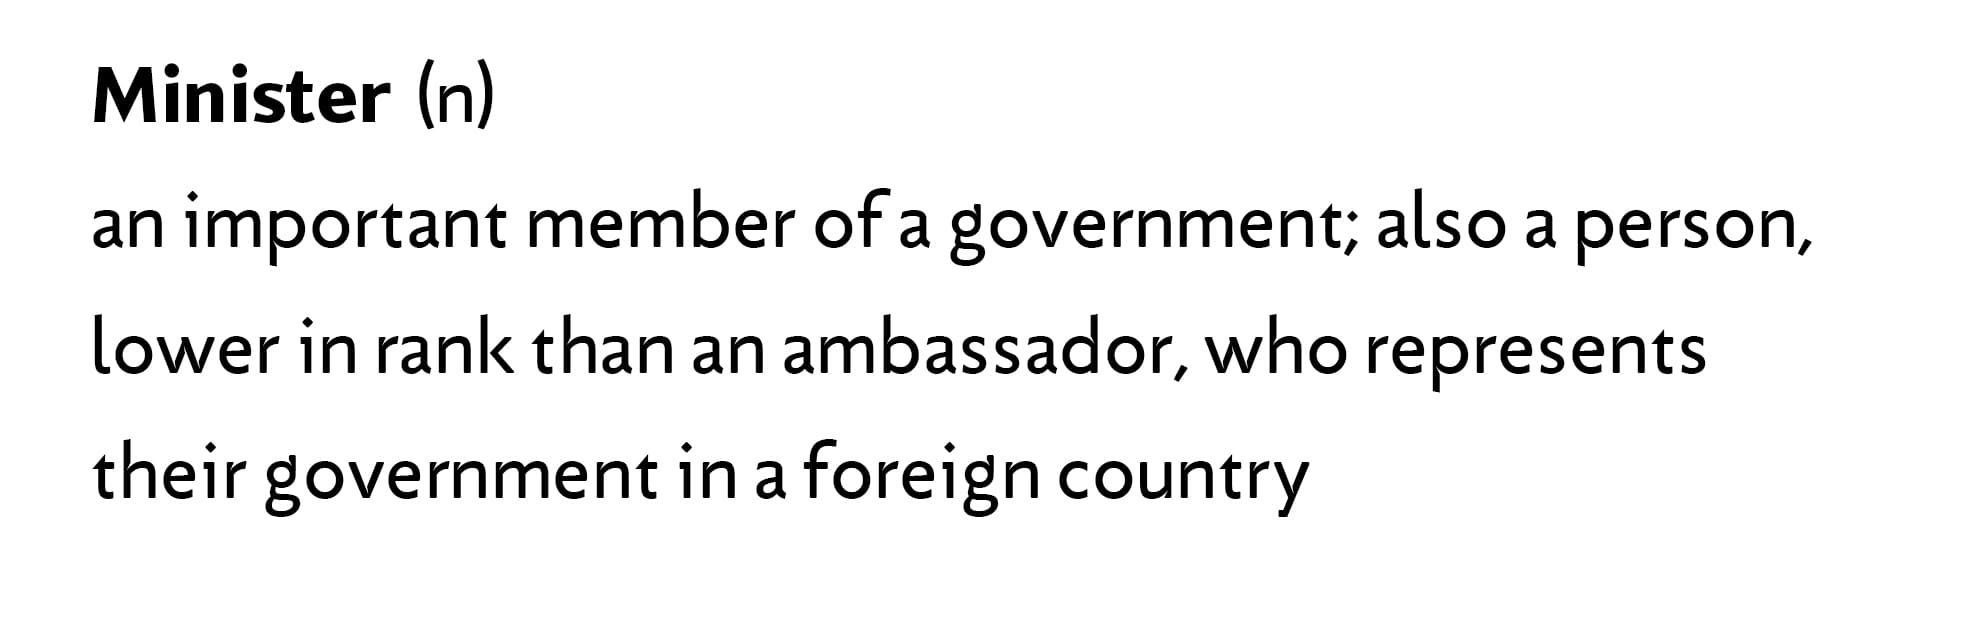 Minister (n)
an important member of a government; also a person,
lower in rank than an ambassador, who represents
their government in a foreign country